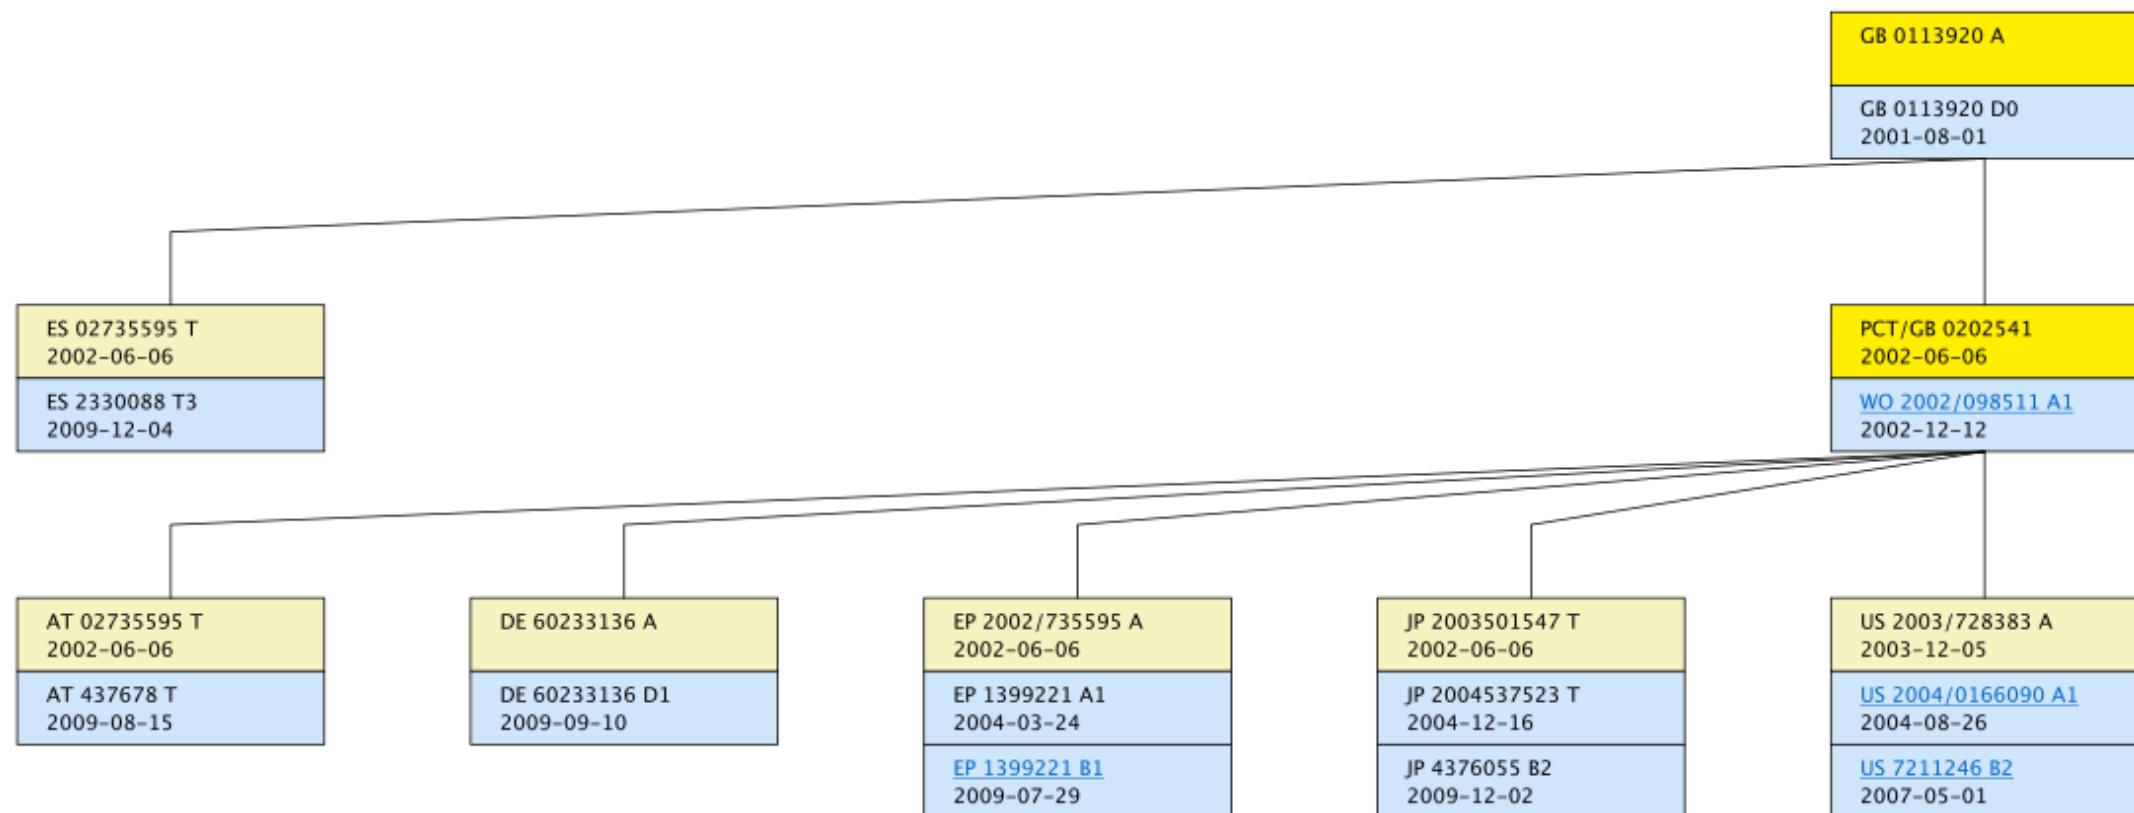 GB 0113920 A
GB 0113920 D0
2001-08-01
ES 02735595 T
2002-06-06
ES 2330088 T3
2009-12-04
PCT/GB 0202541
2002-06-06
WO 2002/098511 A1
2002-12-12
AT 02735595 T
2002-06-06
AT 437678 T
2009-08-15
DE 60233136 A
DE 60233136 D1
2009-09-10
EP 2002/735595 A
2002-06-06
EP 1399221 A1
2004-03-24
EP 1399221 B1
2009-07-29
JP 2003501547 T
2002-06-06
JP 2004537523 T
2004-12-16
JP 4376055 B2
2009-12-02
US 2003/728383 A
2003-12-05
US 2004/0166090 A1
2004-08-26
US 7211246 B2
2007-05-01